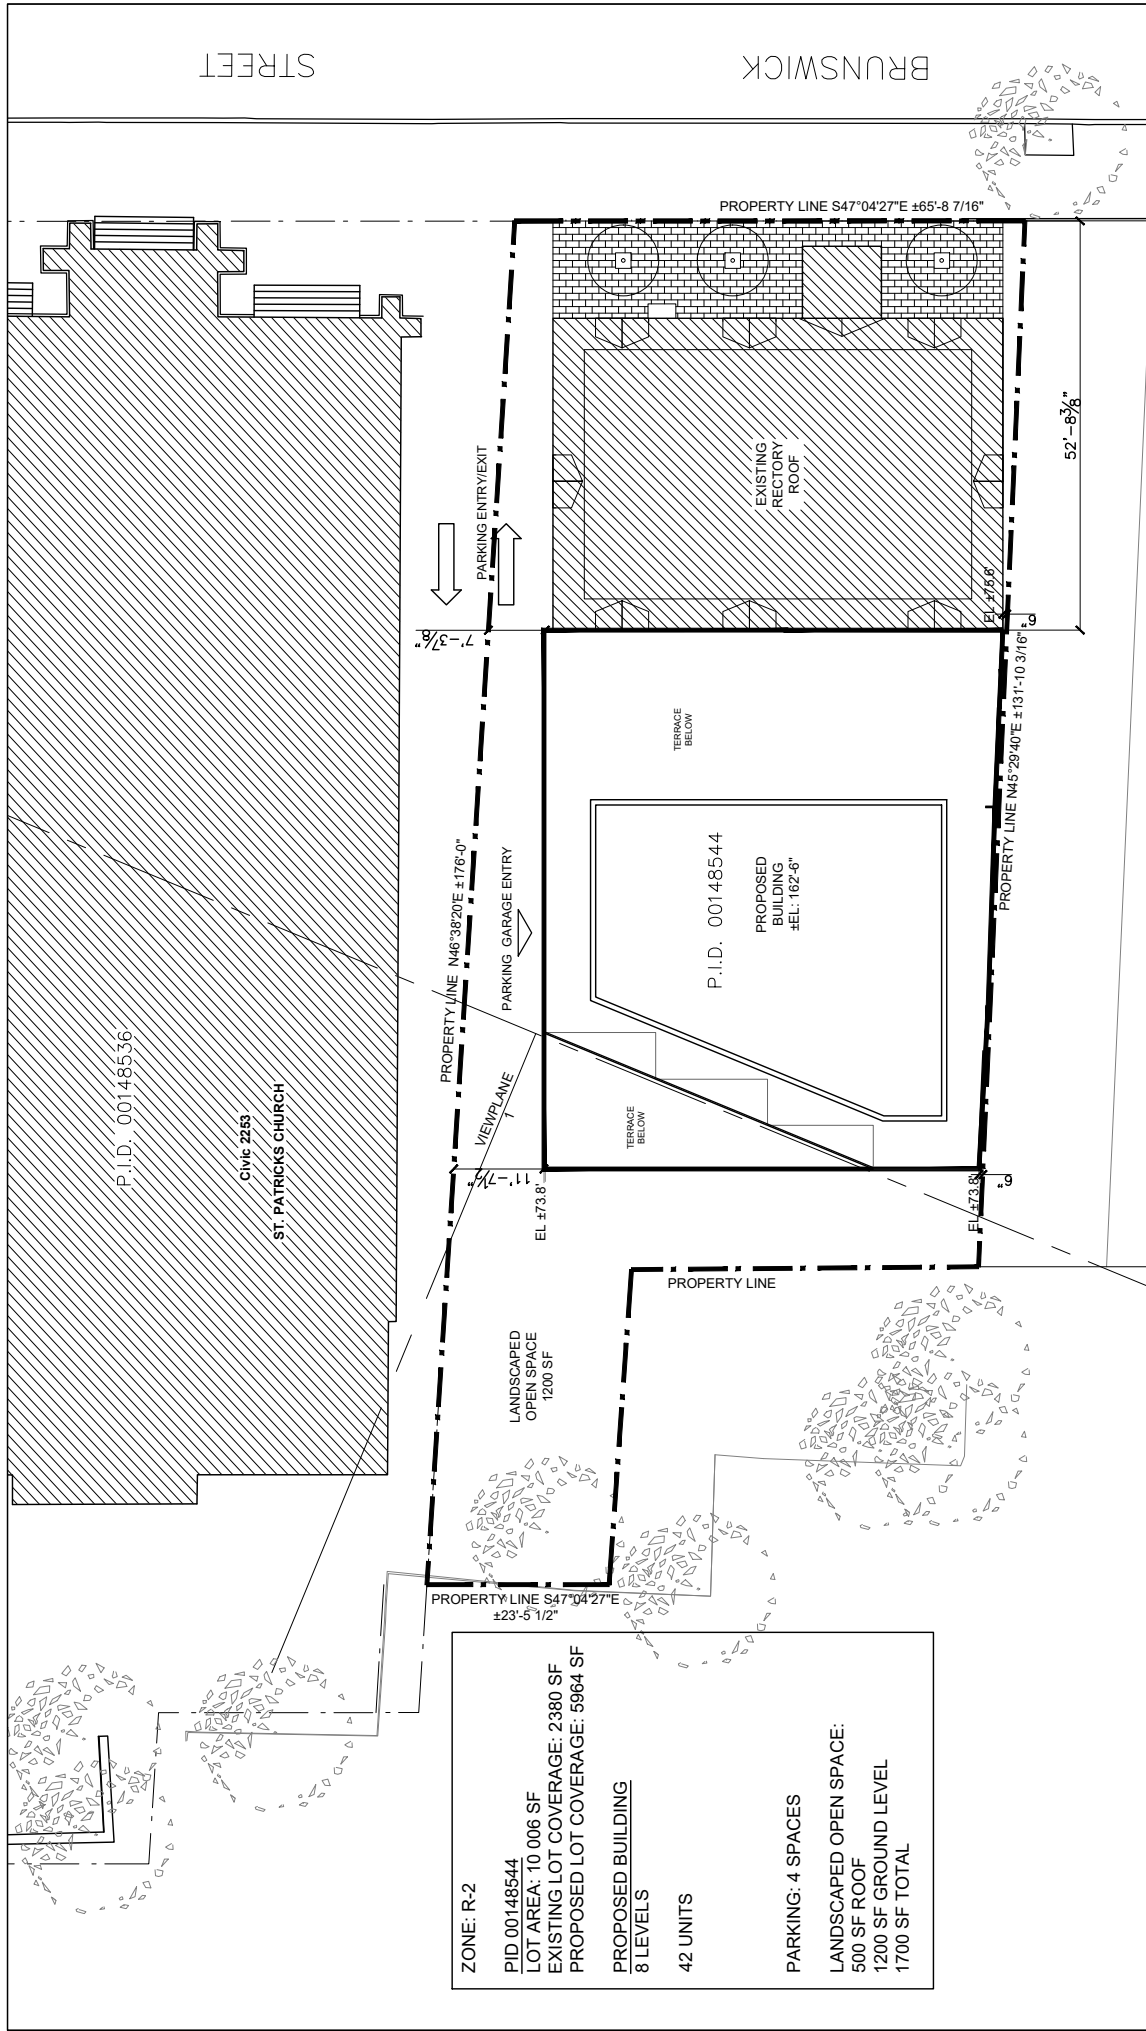 BRUNSWICK
STREET
PROPERTY LINE S47°04'27"E ±65'-8 7/16"
PARKING ENTRY/EXIT
EXISTING
RECTORY
ROOF
52'-8⅜"
7'-3⅞"
EL ±75.6'
6"
PROPERTY LINE N45°29'40"E ±131'-10 3/16"
TERRACE
BELOW
PROPERTY LINE N46°38'20"E ±176'-0"
PARKING GARAGE ENTRY
P.I.D. 00148544
PROPOSED
BUILDING
±EL: 162'-6"
P.I.D. 00148536
Civic 2253
ST. PATRICKS CHURCH
VIEWPLANE
1
TERRACE
BELOW
11'-7½"
EL ±73.8'
EL ±73.8'
6"
PROPERTY LINE
LANDSCAPED
OPEN SPACE
1200 SF
PROPERTY LINE S47°04'27"E
±23'-5 1/2"
ZONE: R-2
PID 00148544
LOT AREA: 10 006 SF
EXISTING LOT COVERAGE: 2380 SF
PROPOSED LOT COVERAGE: 5964 SF
PROPOSED BUILDING
8 LEVELS
42 UNITS
PARKING: 4 SPACES
LANDSCAPED OPEN SPACE:
500 SF ROOF
1200 SF GROUND LEVEL
1700 SF TOTAL